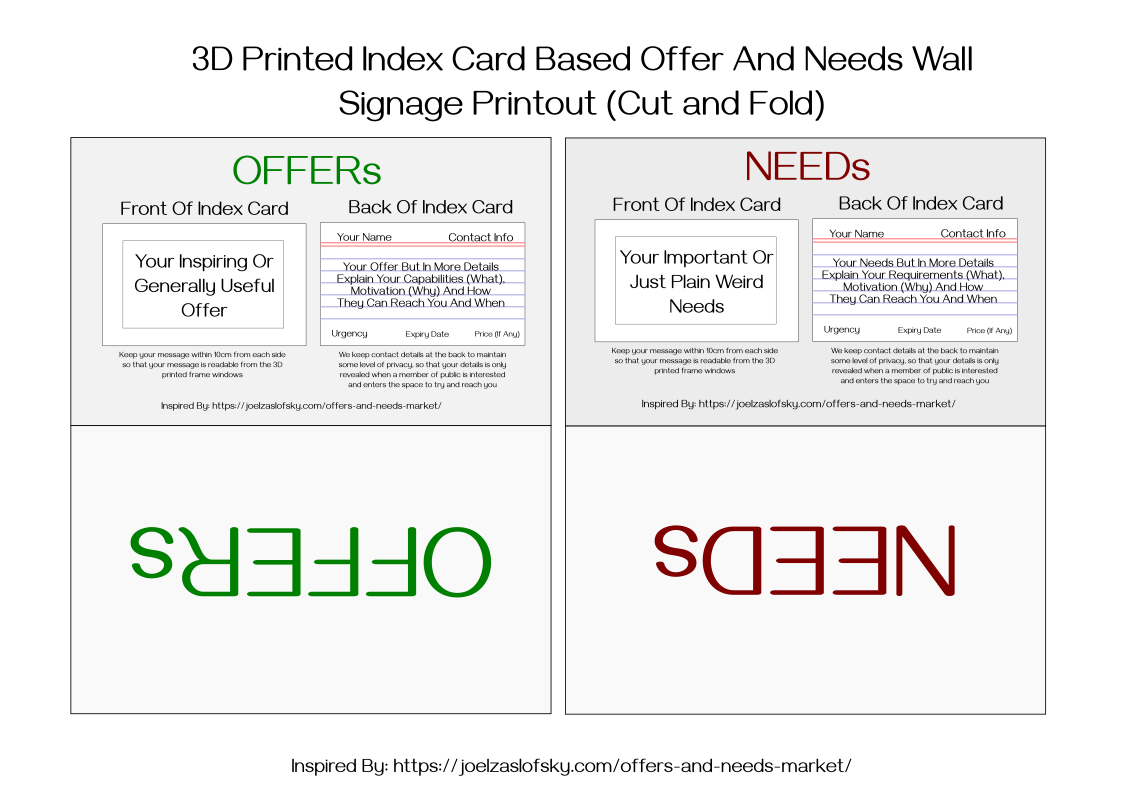 3D Printed Index Card Based Offer And Needs Wall
Signage Printout (Cut and Fold)
OFFERs
Front Of Index Card
Your Inspiring Or
Generally Useful
Offer
Keep your message within 10cm from each side
so that your message is readable from the 3D
printed frame windows
Back Of Index Card
Your Name
Contact Info
Your Offer But In More Details
Explain Your Capabilities (What),
Motivation (Why) And How
They Can Reach You And When
Urgency
Expiry Date
Price (If Any)
We keep contact details at the back to maintain
some level of privacy, so that your details is only
revealed when a member of public is interested
and enters the space to try and reach you
Inspired By: https://joelzaslofsky.com/offers-and-needs-market/
OFFERs
NEEDs
Front Of Index Card
Your Important Or
Just Plain Weird
Needs
Keep your message within 10cm from each side
so that your message is readable from the 3D
printed frame windows
Back Of Index Card
Your Name
Contact Info
Your Needs But In More Details
Explain Your Requirements (What),
Motivation (Why) And How
They Can Reach You And When
Urgency
Expiry Date
Price (If Any)
We keep contact details at the back to maintain
some level of privacy, so that your details is only
revealed when a member of public is interested
and enters the space to try and reach you
Inspired By: https://joelzaslofsky.com/offers-and-needs-market/
NEEDs
Inspired By: https://joelzaslofsky.com/offers-and-needs-market/